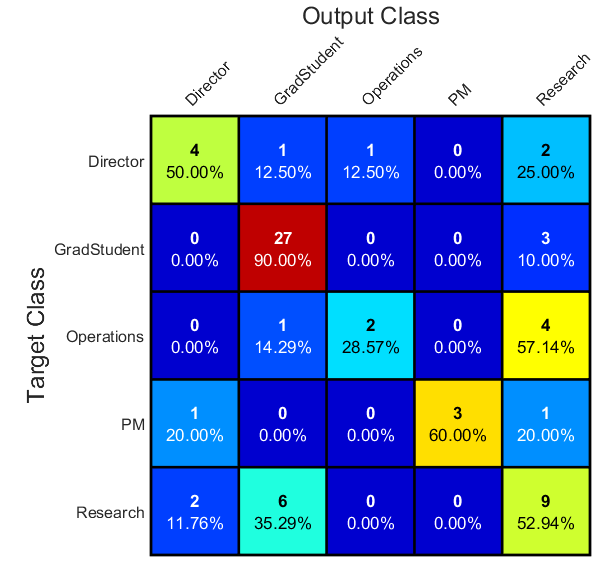 Output Class
Director GradStudent Operations PM Research
Target Class
Director 4 1 1 0 2
50.00% 12.50% 12.50% 0.00% 25.00%
GradStudent 0 27 0 0 3
0.00% 90.00% 0.00% 0.00% 10.00%
Operations 0 1 2 0 4
0.00% 14.29% 28.57% 0.00% 57.14%
PM 1 0 0 3 1
20.00% 0.00% 0.00% 60.00% 20.00%
Research 2 6 0 0 9
11.76% 35.29% 0.00% 0.00% 52.94%